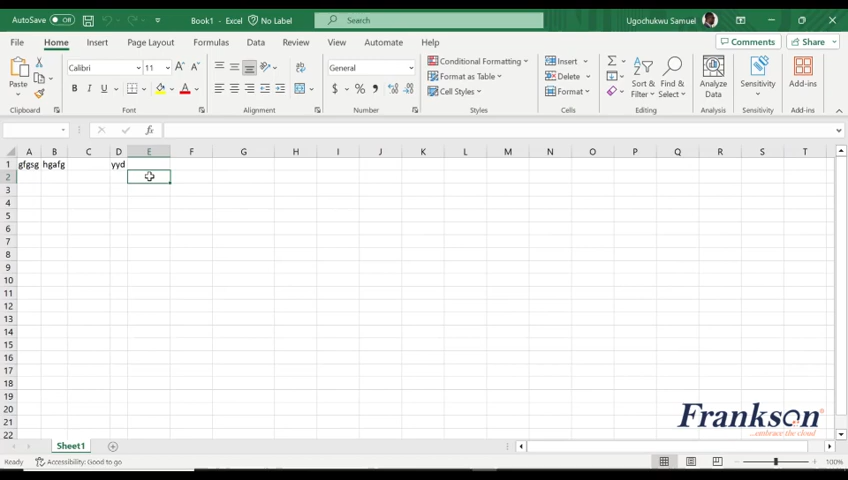 AutoSave Off Book1 - Excel No Label Search Ugochukwu Samuel
File Home Insert Page Layout Formulas Data Review View Automate Help Comments Share
Paste Calibri 11 General Conditional Formatting Insert Sort & Find & Analyze Sensitivity Add-ins
Format as Table Delete Filter Select Data
B I U Cell Styles Format
Clipboard Font Alignment Number Styles Cells Editing Analysis Sensitivity Add-ins
fx
A B C D E F G H I J K L M N O P Q R S T
1 gfgsg hgafg yyd
2
3
4
5
6
7
8
9
10
11
12
13
14
15
16
17
18
19
20
21
22
Frankson®
...embrace the cloud
Sheet1
Ready Accessibility: Good to go 100%